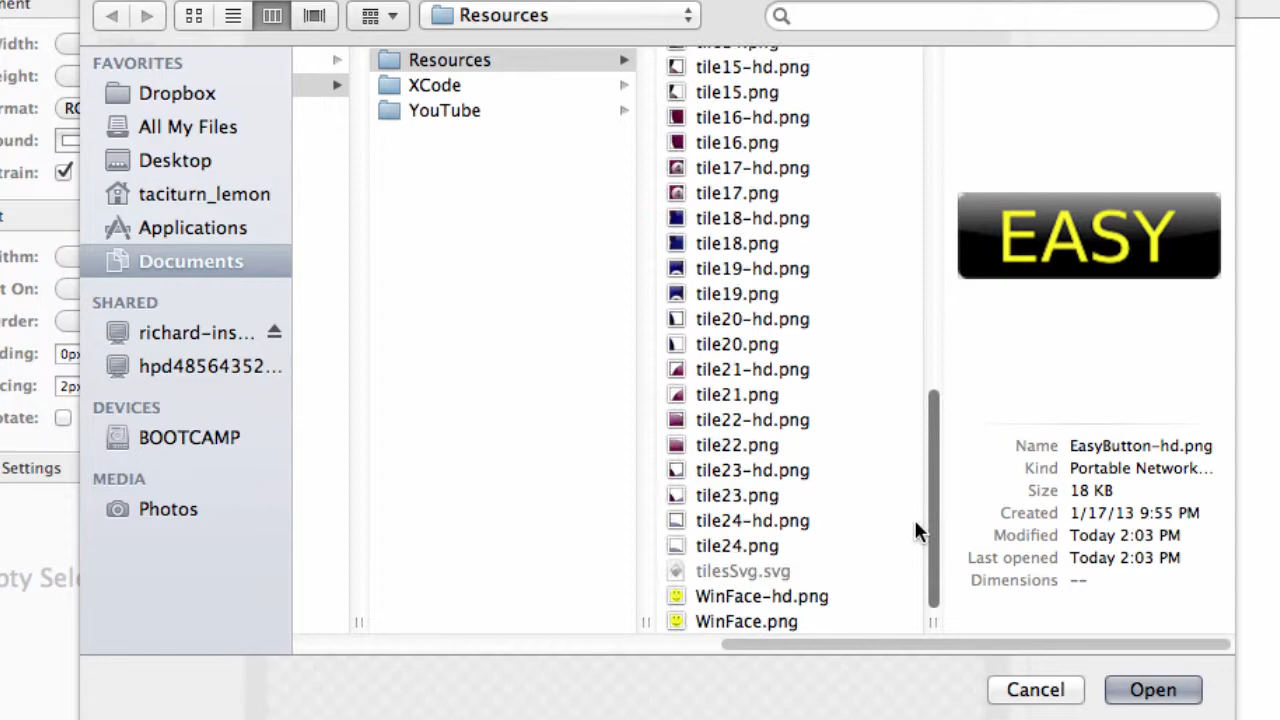 Resources
Width:
eight:
rmat: RG
ound:
train:
t
ithm:
t On:
rder:
ding: 0px
cing: 2px
otate:
Settings
pty Sele
FAVORITES
Dropbox
All My Files
Desktop
taciturn_lemon
Applications
Documents
SHARED
richard-ins...
hpd48564352...
DEVICES
BOOTCAMP
MEDIA
Photos
Resources
XCode
YouTube
tile15-hd.png
tile15.png
tile16-hd.png
tile16.png
tile17-hd.png
tile17.png
tile18-hd.png
tile18.png
tile19-hd.png
tile19.png
tile20-hd.png
tile20.png
tile21-hd.png
tile21.png
tile22-hd.png
tile22.png
tile23-hd.png
tile23.png
tile24-hd.png
tile24.png
tilesSvg.svg
WinFace-hd.png
WinFace.png
EASY
Name EasyButton-hd.png
Kind Portable Network...
Size 18 KB
Created 1/17/13 9:55 PM
Modified Today 2:03 PM
Last opened Today 2:03 PM
Dimensions --
Cancel
Open